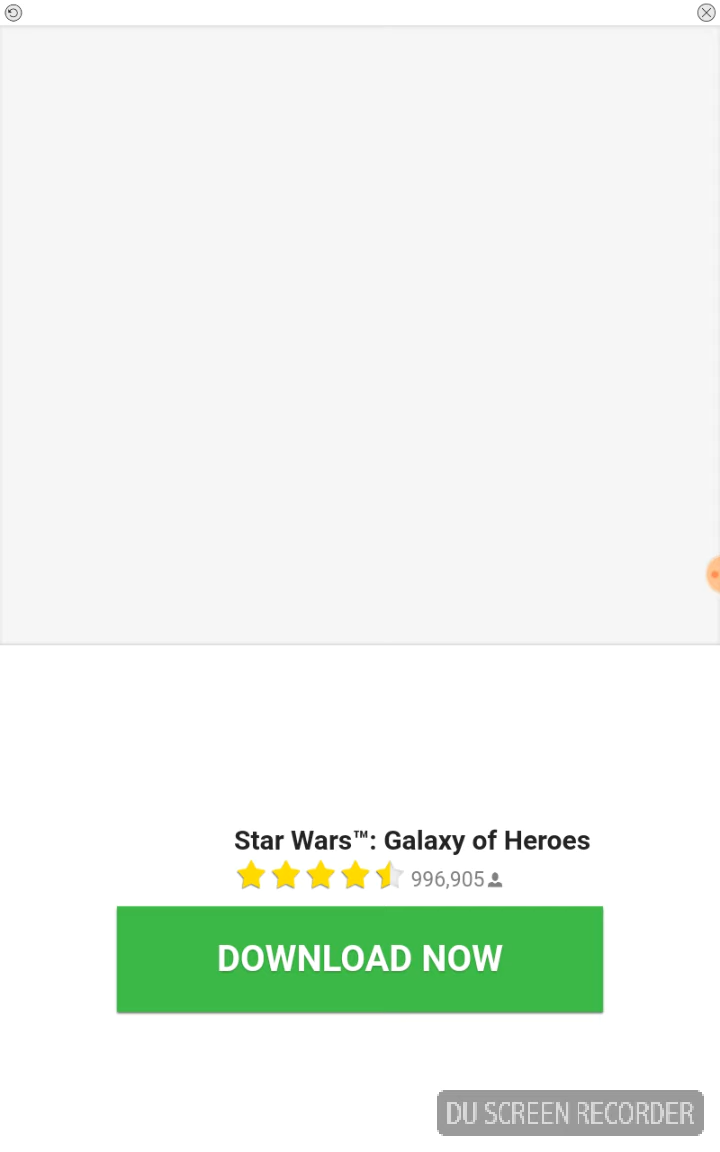 Star Wars™: Galaxy of Heroes
996,905
DOWNLOAD NOW
DU SCREEN RECORDER